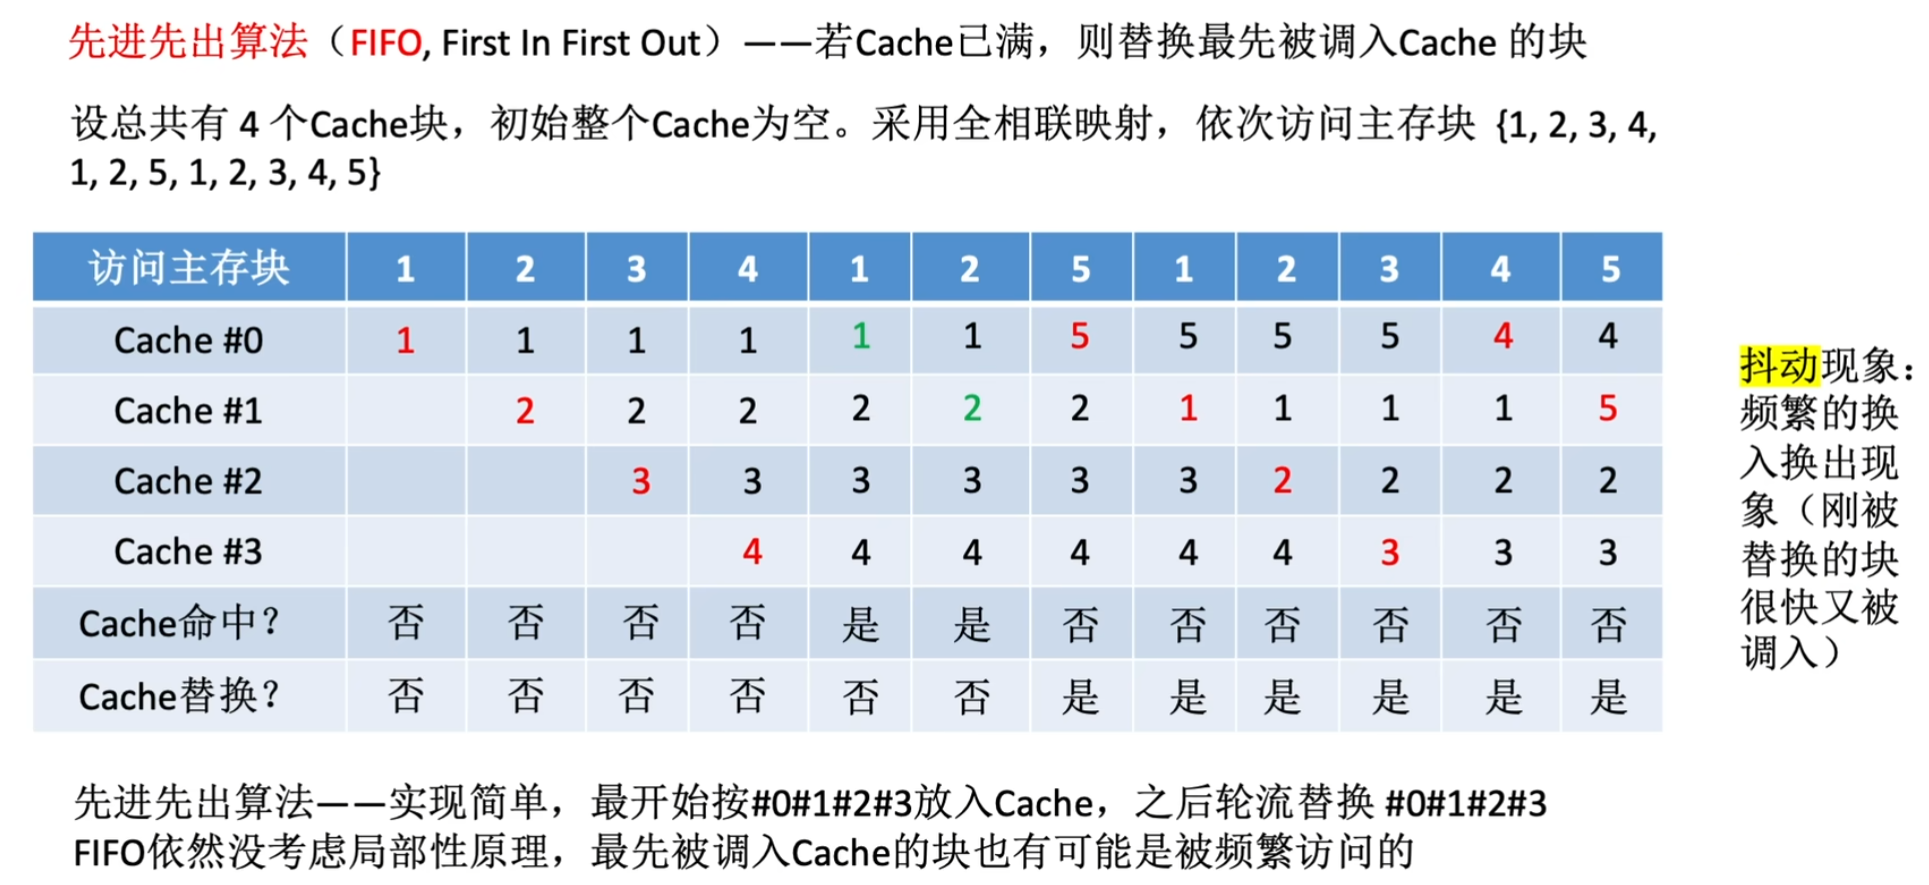 先进先出算法（FIFO, First In First Out）——若Cache已满，则替换最先被调入Cache 的块
设总共有 4 个Cache块，初始整个Cache为空。采用全相联映射，依次访问主存块 {1, 2, 3, 4,
1, 2, 5, 1, 2, 3, 4, 5}
访问主存块 1 2 3 4 1 2 5 1 2 3 4 5
Cache #0 1 1 1 1 1 1 5 5 5 5 4 4
Cache #1 2 2 2 2 2 2 1 1 1 1 5
Cache #2 3 3 3 3 3 3 2 2 2 2
Cache #3 4 4 4 4 4 4 3 3 3
Cache命中？ 否 否 否 否 是 是 否 否 否 否 否 否
Cache替换？ 否 否 否 否 否 否 是 是 是 是 是 是
抖动现象：
频繁的换
入换出现
象（刚被
替换的块
很快又被
调入）
先进先出算法——实现简单，最开始按#0#1#2#3放入Cache，之后轮流替换 #0#1#2#3
FIFO依然没考虑局部性原理，最先被调入Cache的块也有可能是被频繁访问的